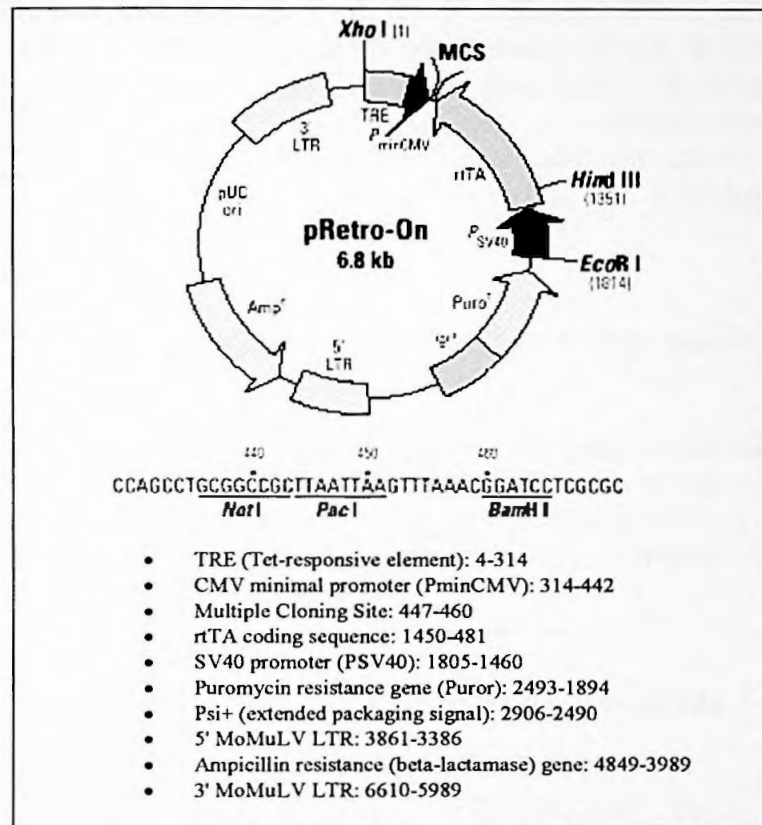 Xho I (1)
MCS
TRE
PminCMV
3'
LTR
rtTA
Hind III
(1351)
pUC
ori
pRetro-On
6.8 kb
PSV40
EcoR I
(1814)
Ampr
Puror
5'
LTR
440 450 460
CCAGCCTGCGGCCGCTTAATTAAGTTTAAACGGATCCTCGCGC
Not I Pac I BamH I
• TRE (Tet-responsive element): 4-314
• CMV minimal promoter (PminCMV): 314-442
• Multiple Cloning Site: 447-460
• rtTA coding sequence: 1450-481
• SV40 promoter (PSV40): 1805-1460
• Puromycin resistance gene (Puror): 2493-1894
• Psi+ (extended packaging signal): 2906-2490
• 5' MoMuLV LTR: 3861-3386
• Ampicillin resistance (beta-lactamase) gene: 4849-3989
• 3' MoMuLV LTR: 6610-5989